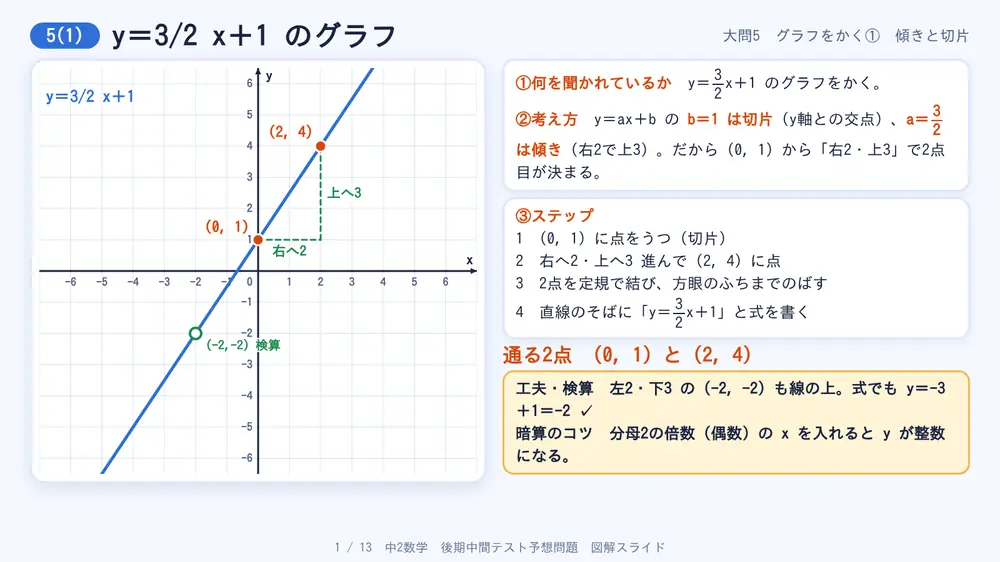 5(1) y＝3/2 x＋1 のグラフ
大問5　グラフをかく①　傾きと切片
y＝3/2 x＋1
y
x
6
5
4
3
2
1
-1
-2
-3
-4
-5
-6
-6 -5 -4 -3 -2 -1 0 1 2 3 4 5 6
(2, 4)
上へ3
(0, 1)
右へ2
(-2,-2) 検算
①何を聞かれているか　y＝3/2x＋1 のグラフをかく。
②考え方　y＝ax＋b の b＝1 は切片（y軸との交点）、a＝3/2
は傾き（右2で上3）。だから（0, 1）から「右2・上3」で2点
目が決まる。
③ステップ
1　（0, 1）に点をうつ（切片）
2　右へ2・上へ3 進んで（2, 4）に点
3　2点を定規で結び、方眼のふちまでのばす
4　直線のそばに「y＝3/2x＋1」と式を書く
通る2点　（0, 1）と（2, 4）
工夫・検算　左2・下3 の（-2, -2）も線の上。式でも y＝-3
＋1＝-2 ✓
暗算のコツ　分母2の倍数（偶数）の x を入れると y が整数
になる。
1 / 13　中2数学　後期中間テスト予想問題　図解スライド